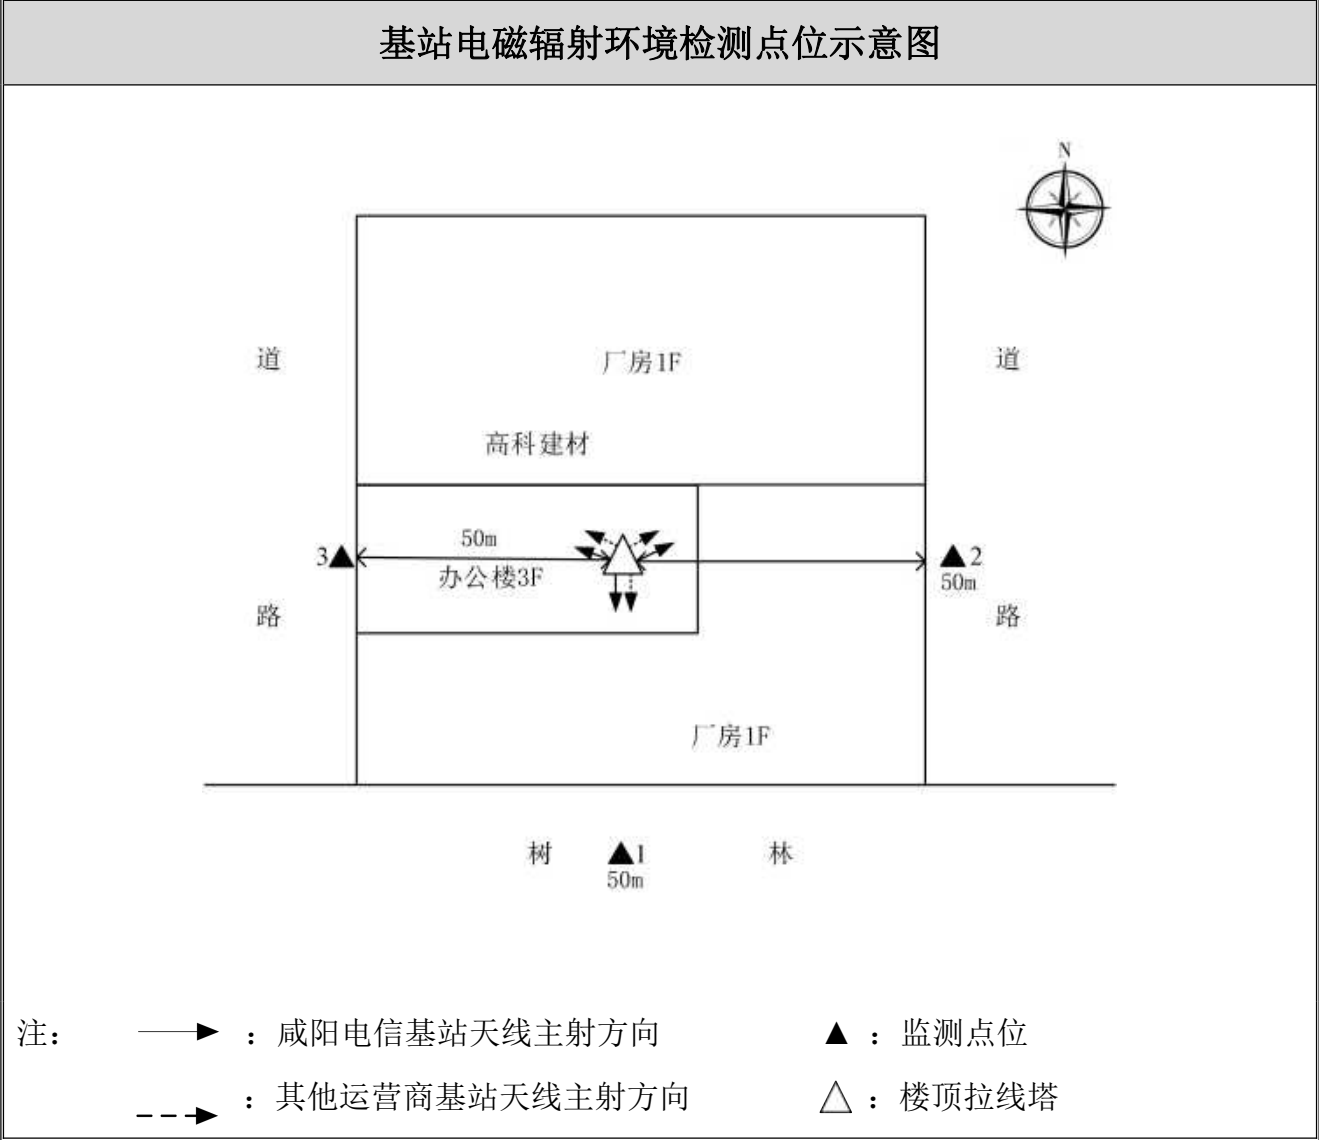 基站电磁辐射环境检测点位示意图
N
道
厂房1F
道
高科建材
50m
3
办公楼3F
2
50m
路
路
厂房1F
树
1
林
50m
注：
：咸阳电信基站天线主射方向
：监测点位
：其他运营商基站天线主射方向
：楼顶拉线塔